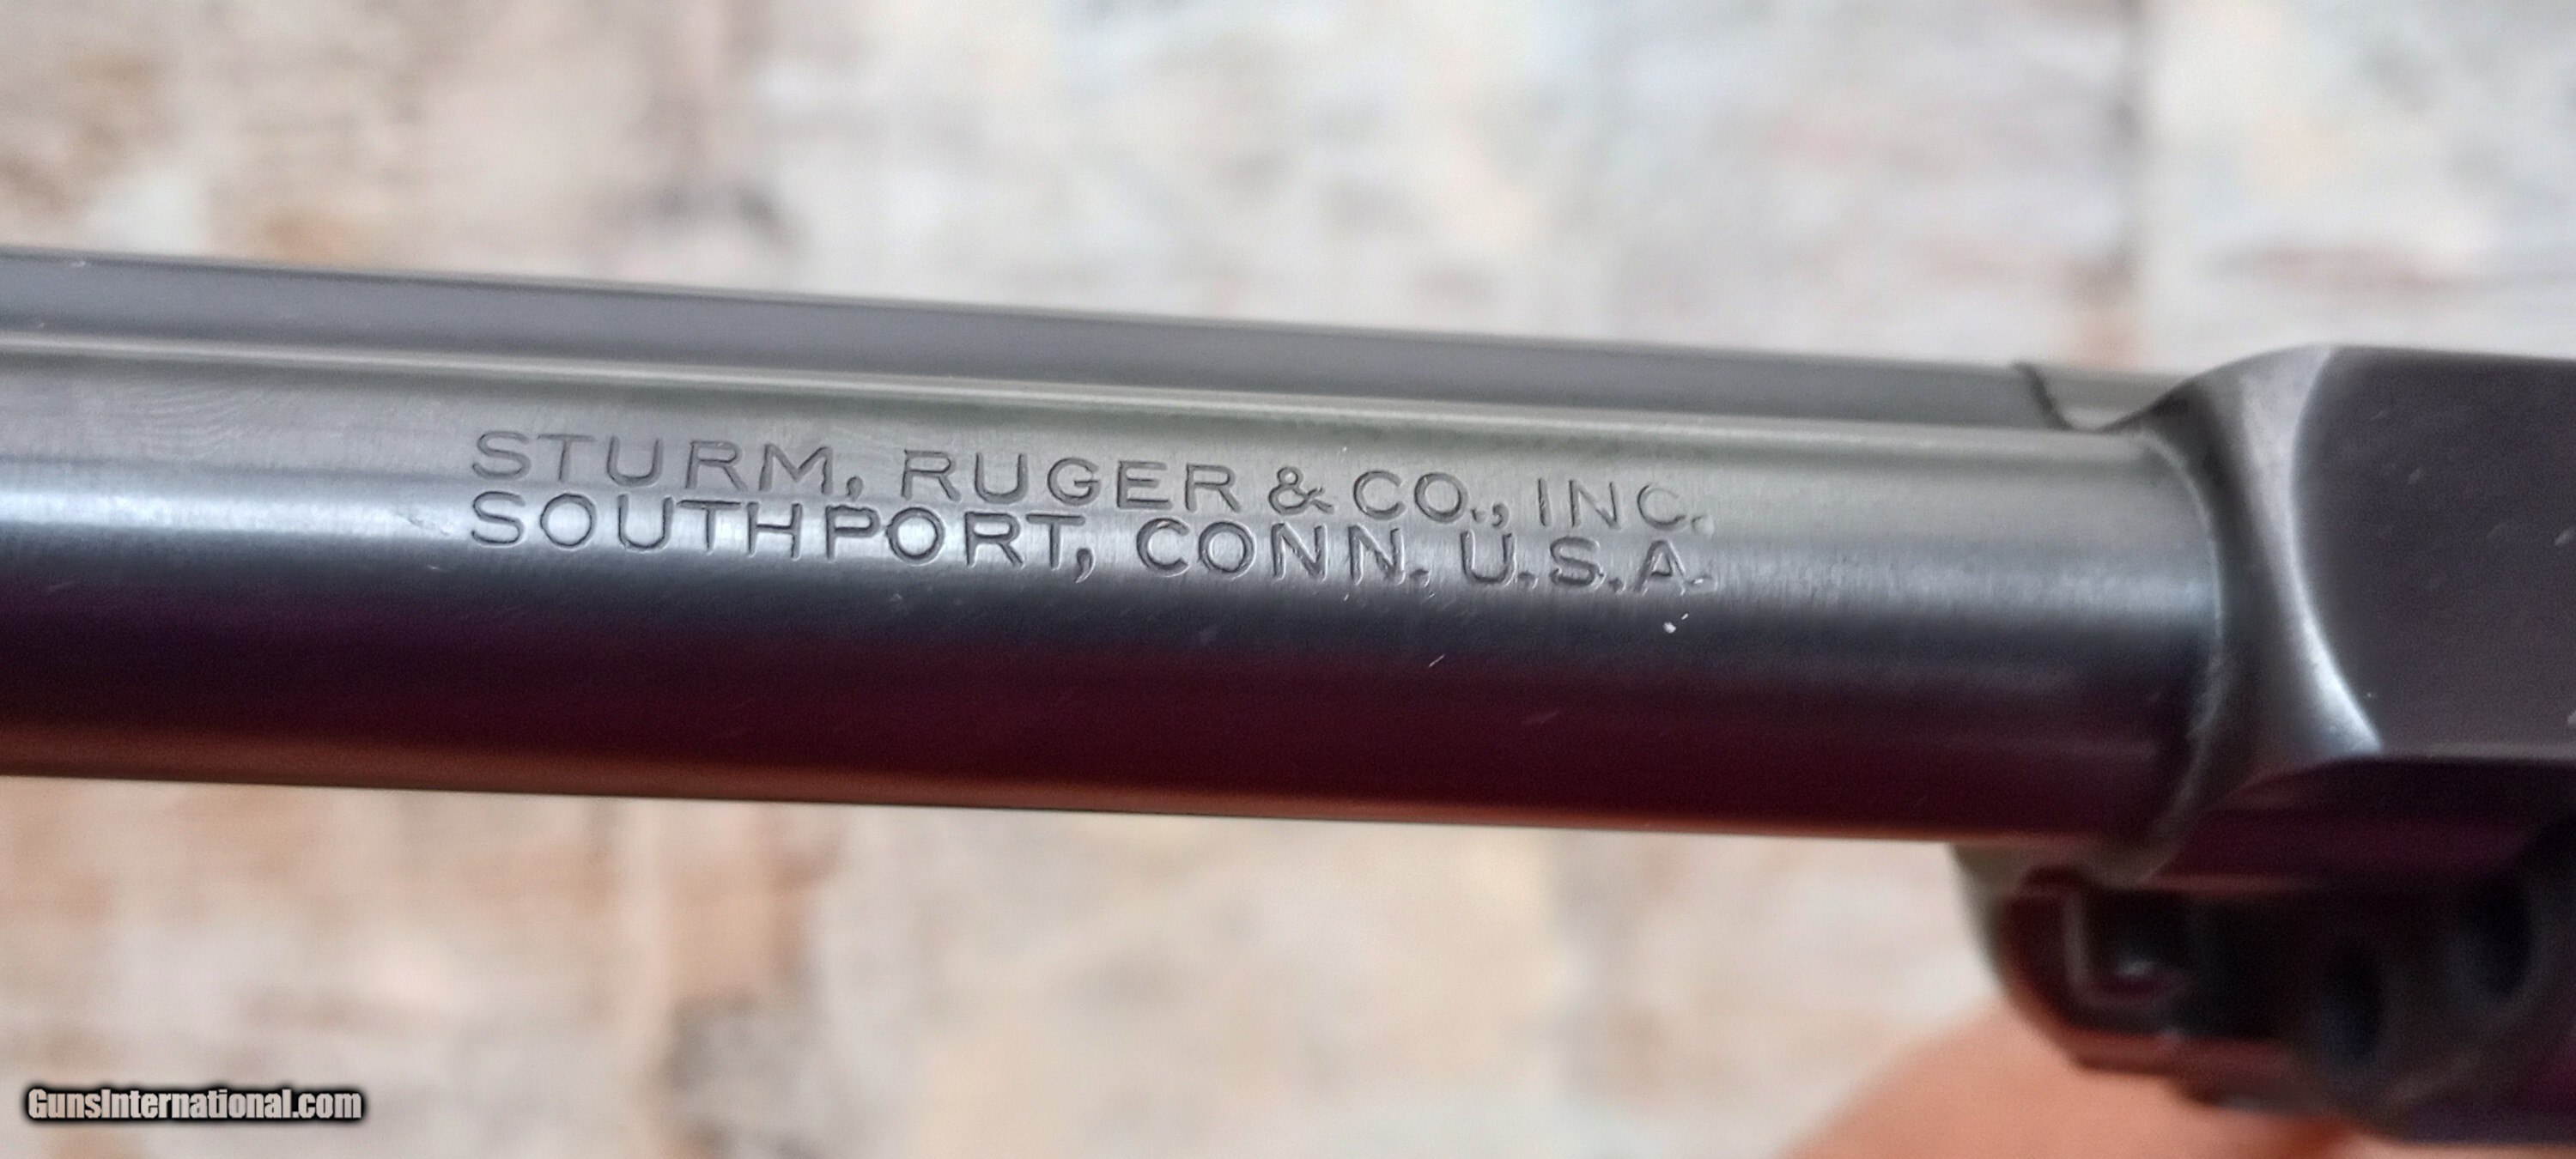 STURM, RUGER & CO., INC.
SOUTHPORT, CONN. U.S.A.
GunsInternational.com